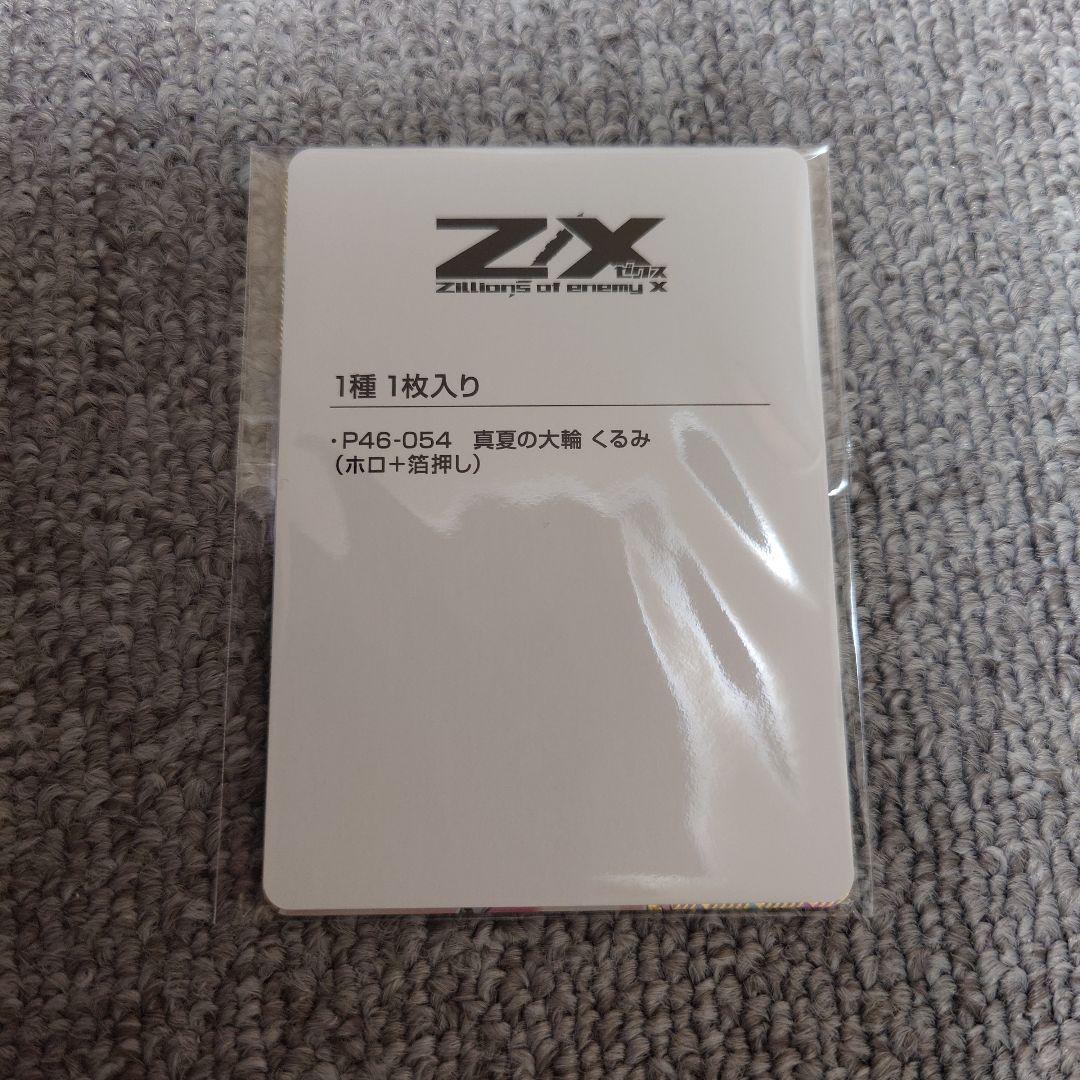 Z/X
ゼクス
Zillions of enemy X
1種 1枚入り
・P46-054 真夏の大輪 くるみ
（ホロ＋箔押し）